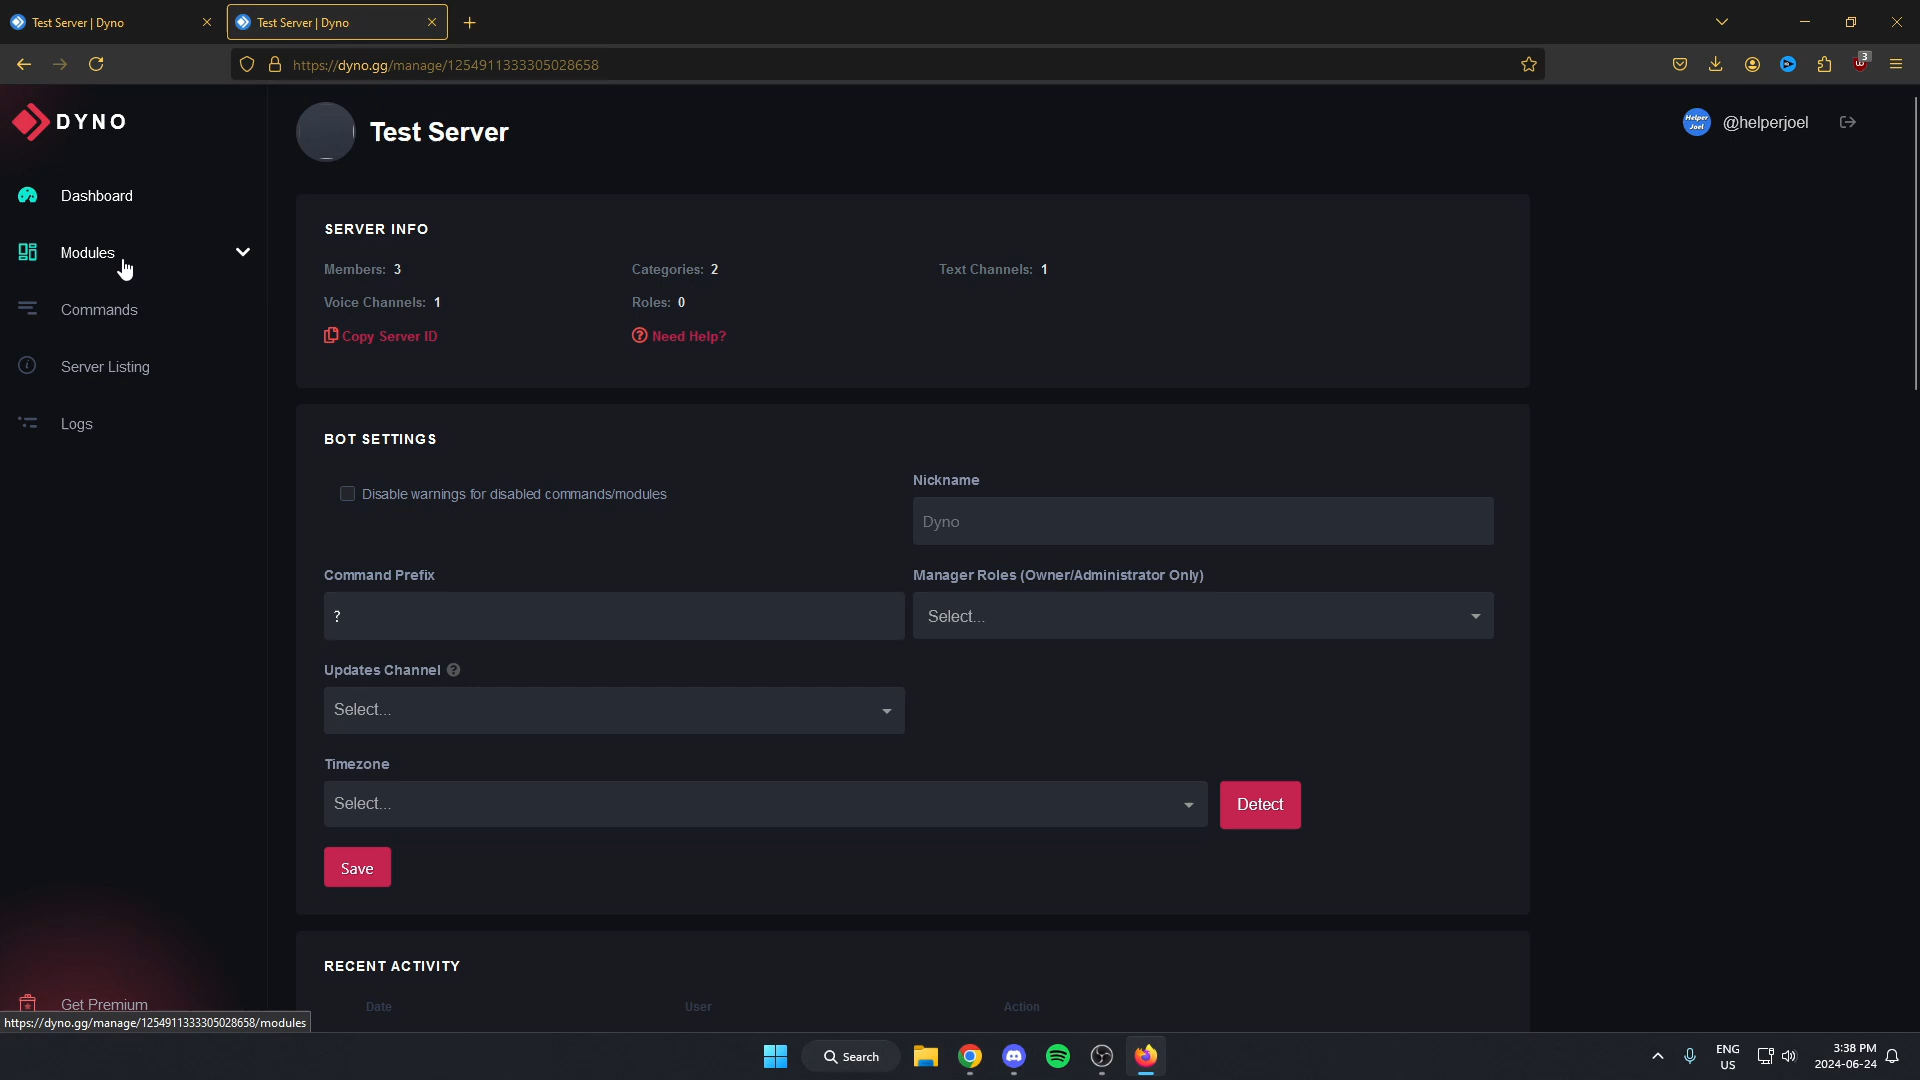 Test Server | Dyno
Test Server | Dyno
https://dyno.gg/manage/1254911333305028658
3
DYNO
Test Server
Helper Joel
@helperjoel
Dashboard
Modules
Commands
Server Listing
Logs
SERVER INFO
Members: 3
Categories: 2
Text Channels: 1
Voice Channels: 1
Roles: 0
Copy Server ID
Need Help?
BOT SETTINGS
Disable warnings for disabled commands/modules
Nickname
Dyno
Command Prefix
?
Manager Roles (Owner/Administrator Only)
Select...
Updates Channel
Select...
Timezone
Select...
Detect
Save
RECENT ACTIVITY
Date
User
Action
Get Premium
https://dyno.gg/manage/1254911333305028658/modules
Search
ENG
US
3:38 PM
2024-06-24